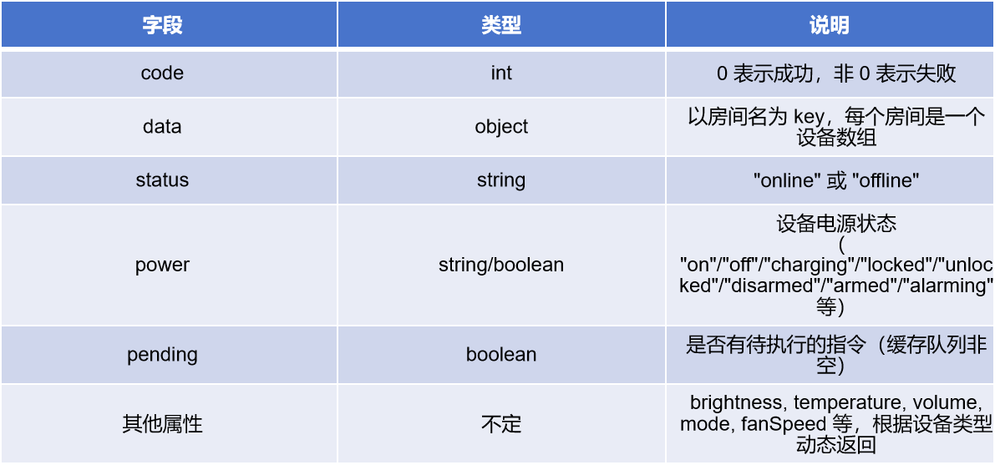 字段 类型 说明
code int 0 表示成功，非 0 表示失败
data object 以房间名为 key，每个房间是一个
设备数组
status string "online" 或 "offline"
power string/boolean 设备电源状态
（
"on"/"off"/"charging"/"locked"/"unloc
ked"/"disarmed"/"armed"/"alarming"
等）
pending boolean 是否有待执行的指令（缓存队列非
空）
其他属性 不定 brightness, temperature, volume,
mode, fanSpeed 等，根据设备类型
动态返回